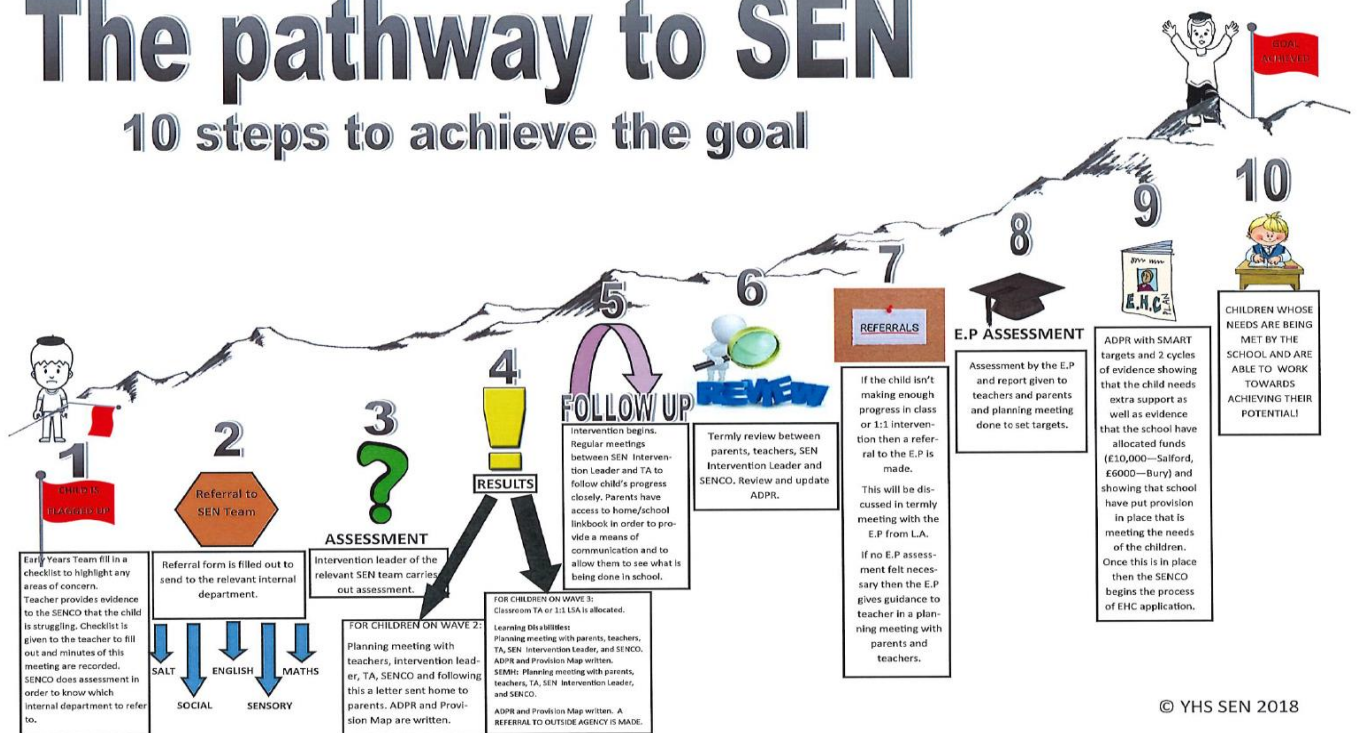 The pathway to SEN
10 steps to achieve the goal
GOAL
ACHIEVED
1
CHILD IS
FLAGGED UP
Early Years Team fill in a
checklist to highlight any
areas of concern.
Teacher provides evidence
to the SENCO that the child
is struggling. Checklist is
given to the teacher to fill
out and minutes of this
meeting are recorded.
SENCO does assessment in
order to know which
internal department to refer
to.
2
Referral to
SEN Team
Referral form is filled out to
send to the relevant internal
department.
SALT
SOCIAL
ENGLISH
SENSORY
MATHS
3
ASSESSMENT
Intervention leader of the
relevant SEN team carries
out assessment.
4
RESULTS
FOR CHILDREN ON WAVE 2:
Planning meeting with
teachers, intervention lead-
er, TA, SENCO and following
this a letter sent home to
parents. ADPR and Provi-
sion Map are written.
FOR CHILDREN ON WAVE 3:
Classroom TA or 1:1 LSA is allocated.
Learning Disabilities:
Planning meeting with parents, teachers,
TA, SEN Intervention Leader, and SENCO.
ADPR and Provision Map written.
SEMH: Planning meeting with parents,
teachers, TA, SEN Intervention Leader,
and SENCO.
ADPR and Provision Map written. A
REFERRAL TO OUTSIDE AGENCY IS MADE.
5
FOLLOW UP
Intervention begins.
Regular meetings
between SEN Interven-
tion Leader and TA to
follow child's progress
closely. Parents have
access to home/school
linkbook in order to pro-
vide a means of
communication and to
allow them to see what is
being done in school.
6
REVIEW
Termly review between
parents, teachers, SEN
Intervention Leader and
SENCO. Review and update
ADPR.
7
REFERRALS
If the child isn't
making enough
progress in class
or 1:1 interven-
tion then a refer-
ral to the E.P is
made.
This will be dis-
cussed in termly
meeting with the
E.P from L.A.
If no E.P assess-
ment felt neces-
sary then the E.P
gives guidance to
teacher in a plan-
ning meeting with
parents and
teachers.
8
E.P ASSESSMENT
Assessment by the E.P
and report given to
teachers and parents
and planning meeting
done to set targets.
9
E.H.C
PLAN
ADPR with SMART
targets and 2 cycles
of evidence showing
that the child needs
extra support as
well as evidence
that the school have
allocated funds
(£10,000—Salford,
£6000—Bury) and
showing that school
have put provision
in place that is
meeting the needs
of the children.
Once this is in place
then the SENCO
begins the process
of EHC application.
10
CHILDREN WHOSE
NEEDS ARE BEING
MET BY THE
SCHOOL AND ARE
ABLE TO WORK
TOWARDS
ACHIEVING THEIR
POTENTIAL!
© YHS SEN 2018